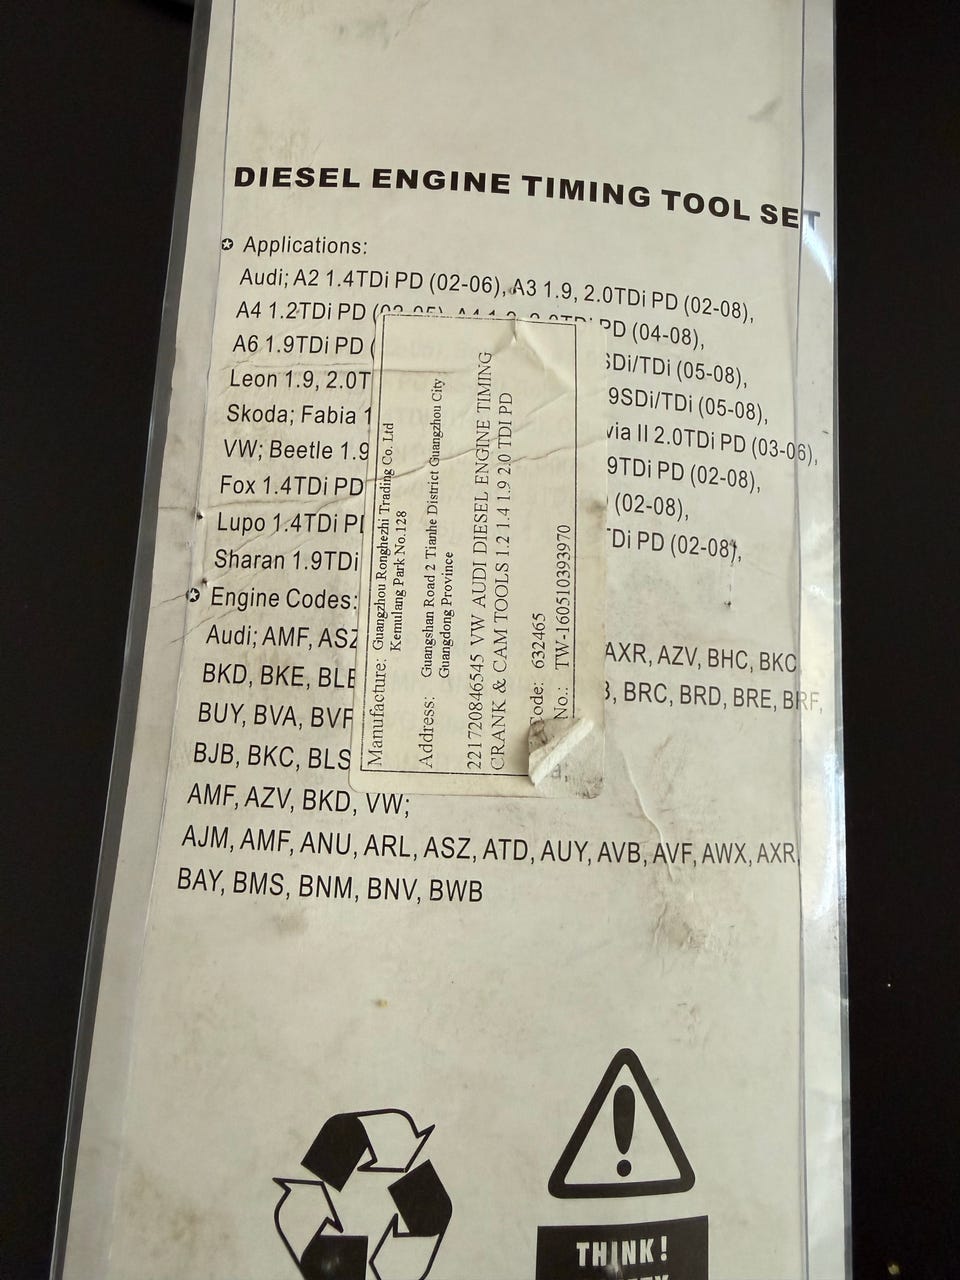 DIESEL ENGINE TIMING TOOL SET
Applications:
Audi; A2 1.4TDi PD (02-06), A3 1.9, 2.0TDi PD (02-08),
A4 1.2TDi PD PD (04-08),
A6 1.9TDi PD ( SDi/TDi (05-08),
Leon 1.9, 2.0T 9SDi/TDi (05-08),
Skoda; Fabia 1 via II 2.0TDi PD (03-06),
VW; Beetle 1.9 9TDi PD (02-08),
Fox 1.4TDi PD (02-08),
Lupo 1.4TDi PD TDi PD (02-08),
Sharan 1.9TDi
Engine Codes:
Audi; AMF, ASZ AXR, AZV, BHC, BKC
BKD, BKE, BLB B, BRC, BRD, BRE, BRF,
BUY, BVA, BVF
BJB, BKC, BLS
AMF, AZV, BKD, VW;
AJM, AMF, ANU, ARL, ASZ, ATD, AUY, AVB, AVF, AWX, AXR,
BAY, BMS, BNM, BNV, BWB
Manufacture: Guangzhou Ronghezhi Trading Co. Ltd
Kemulang Park No.128
Address: Guangshan Road 2 Tianhe District Guangzhou City
Guangdong Province
221720846545 VW AUDI DIESEL ENGINE TIMING
CRANK & CAM TOOLS 1.2 1.4 1.9 2.0 TDI PD
Code: 632465
No.: TW-160510393970
THINK!